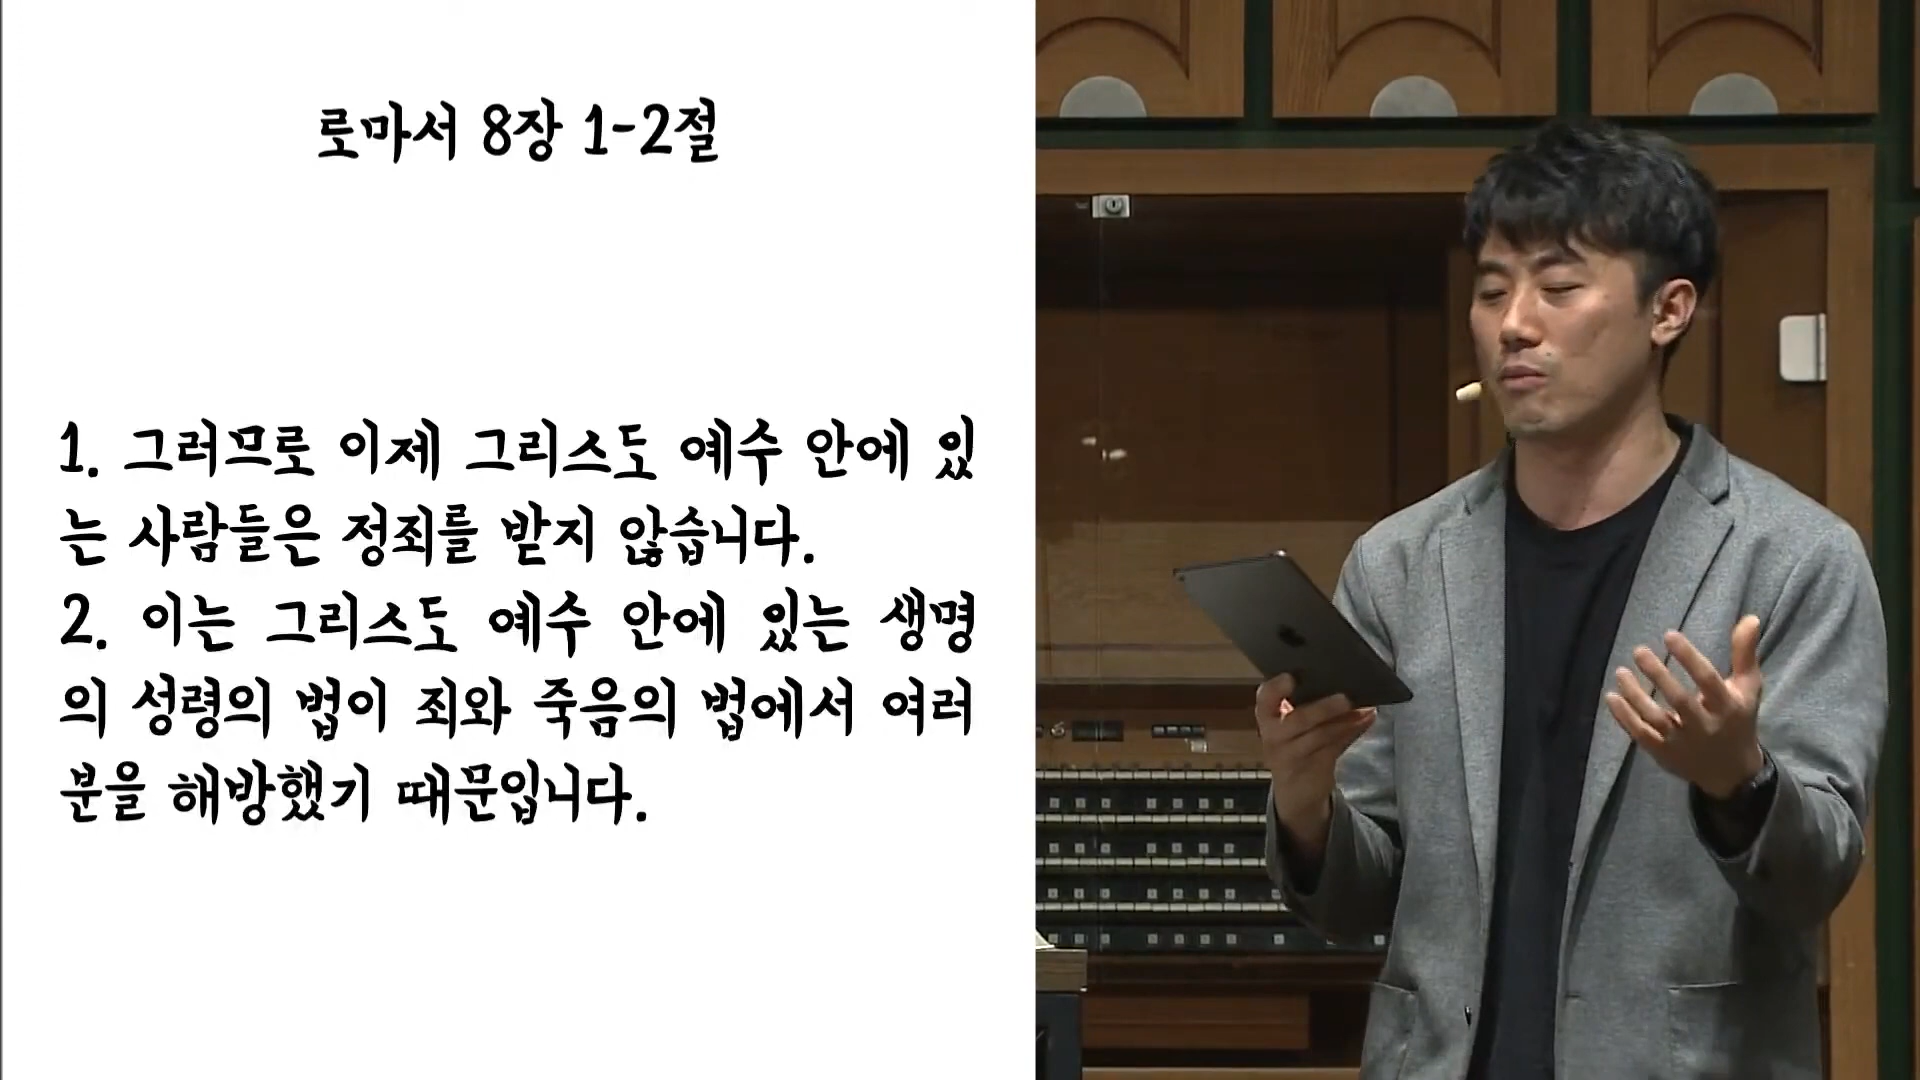 로마서 8장 1-2절
1. 그러므로 이제 그리스도 예수 안에 있
는 사람들은 정죄를 받지 않습니다.
2. 이는 그리스도 예수 안에 있는 생명
의 성령의 법이 죄와 죽음의 법에서 여러
분을 해방했기 때문입니다.